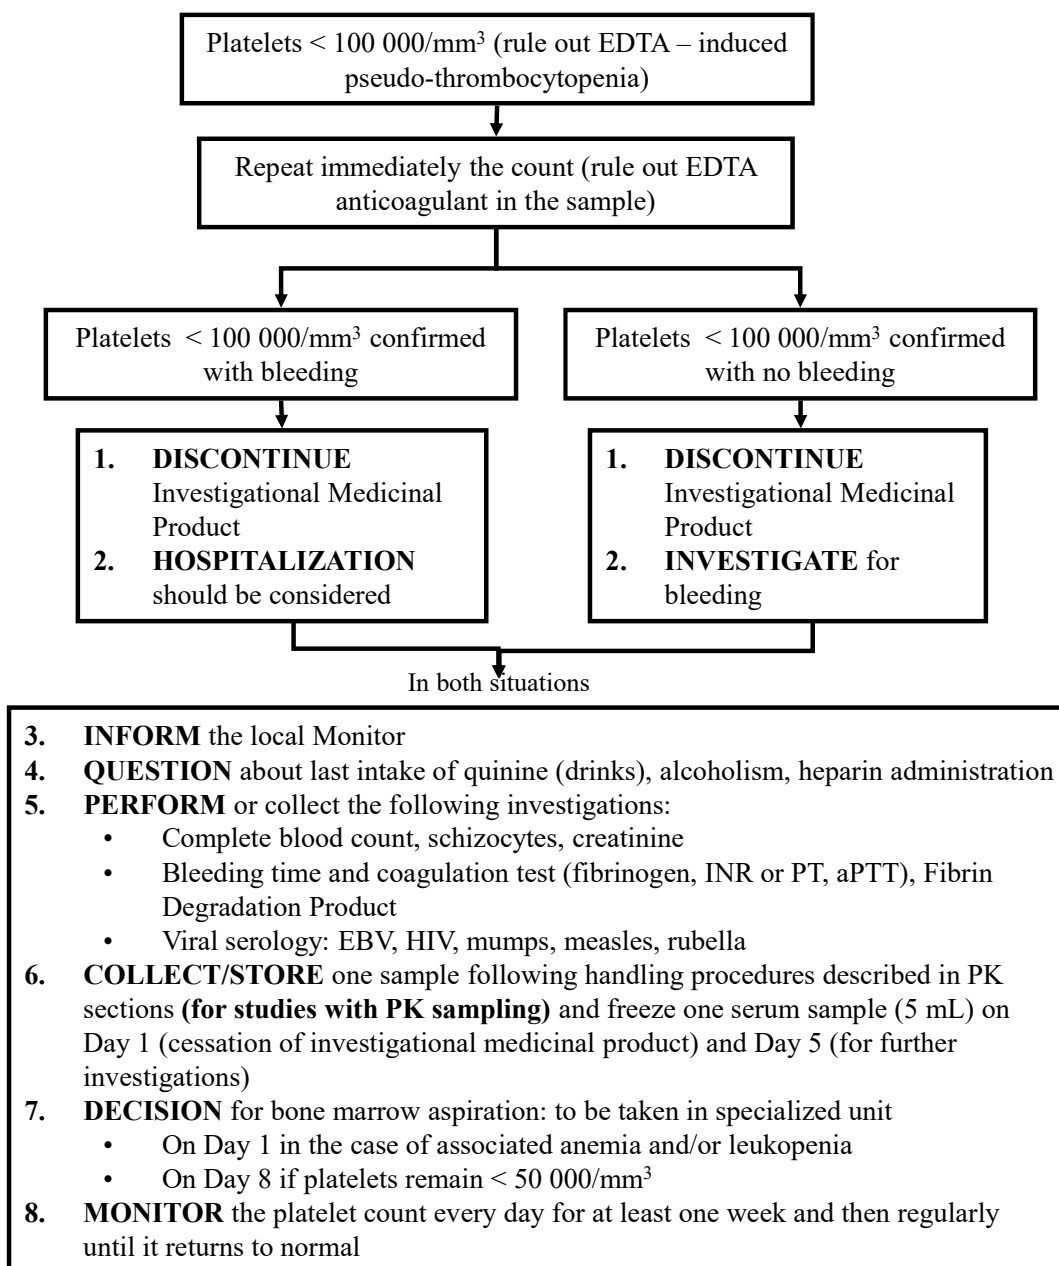 Platelets < 100 000/mm³ (rule out EDTA – induced
pseudo-thrombocytopenia)
Repeat immediately the count (rule out EDTA
anticoagulant in the sample)
Platelets < 100 000/mm³ confirmed
with bleeding
Platelets < 100 000/mm³ confirmed
with no bleeding
1. DISCONTINUE
Investigational Medicinal
Product
2. HOSPITALIZATION
should be considered
1. DISCONTINUE
Investigational Medicinal
Product
2. INVESTIGATE for
bleeding
In both situations
3. INFORM the local Monitor
4. QUESTION about last intake of quinine (drinks), alcoholism, heparin administration
5. PERFORM or collect the following investigations:
• Complete blood count, schizocytes, creatinine
• Bleeding time and coagulation test (fibrinogen, INR or PT, aPTT), Fibrin
Degradation Product
• Viral serology: EBV, HIV, mumps, measles, rubella
6. COLLECT/STORE one sample following handling procedures described in PK
sections (for studies with PK sampling) and freeze one serum sample (5 mL) on
Day 1 (cessation of investigational medicinal product) and Day 5 (for further
investigations)
7. DECISION for bone marrow aspiration: to be taken in specialized unit
• On Day 1 in the case of associated anemia and/or leukopenia
• On Day 8 if platelets remain < 50 000/mm³
8. MONITOR the platelet count every day for at least one week and then regularly
until it returns to normal